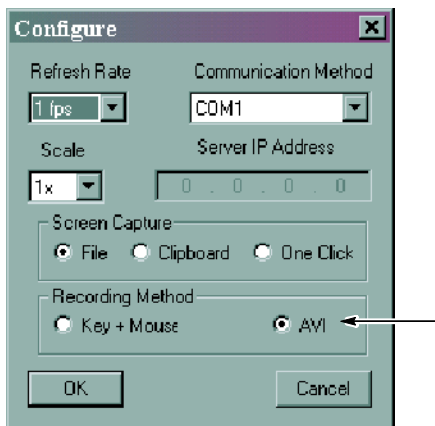 Configure
Refresh Rate Communication Method
1 fps COM1
Scale Server IP Address
1x 0 . 0 . 0 . 0
Screen Capture
File Clipboard One Click
Recording Method
Key + Mouse AVI
OK Cancel